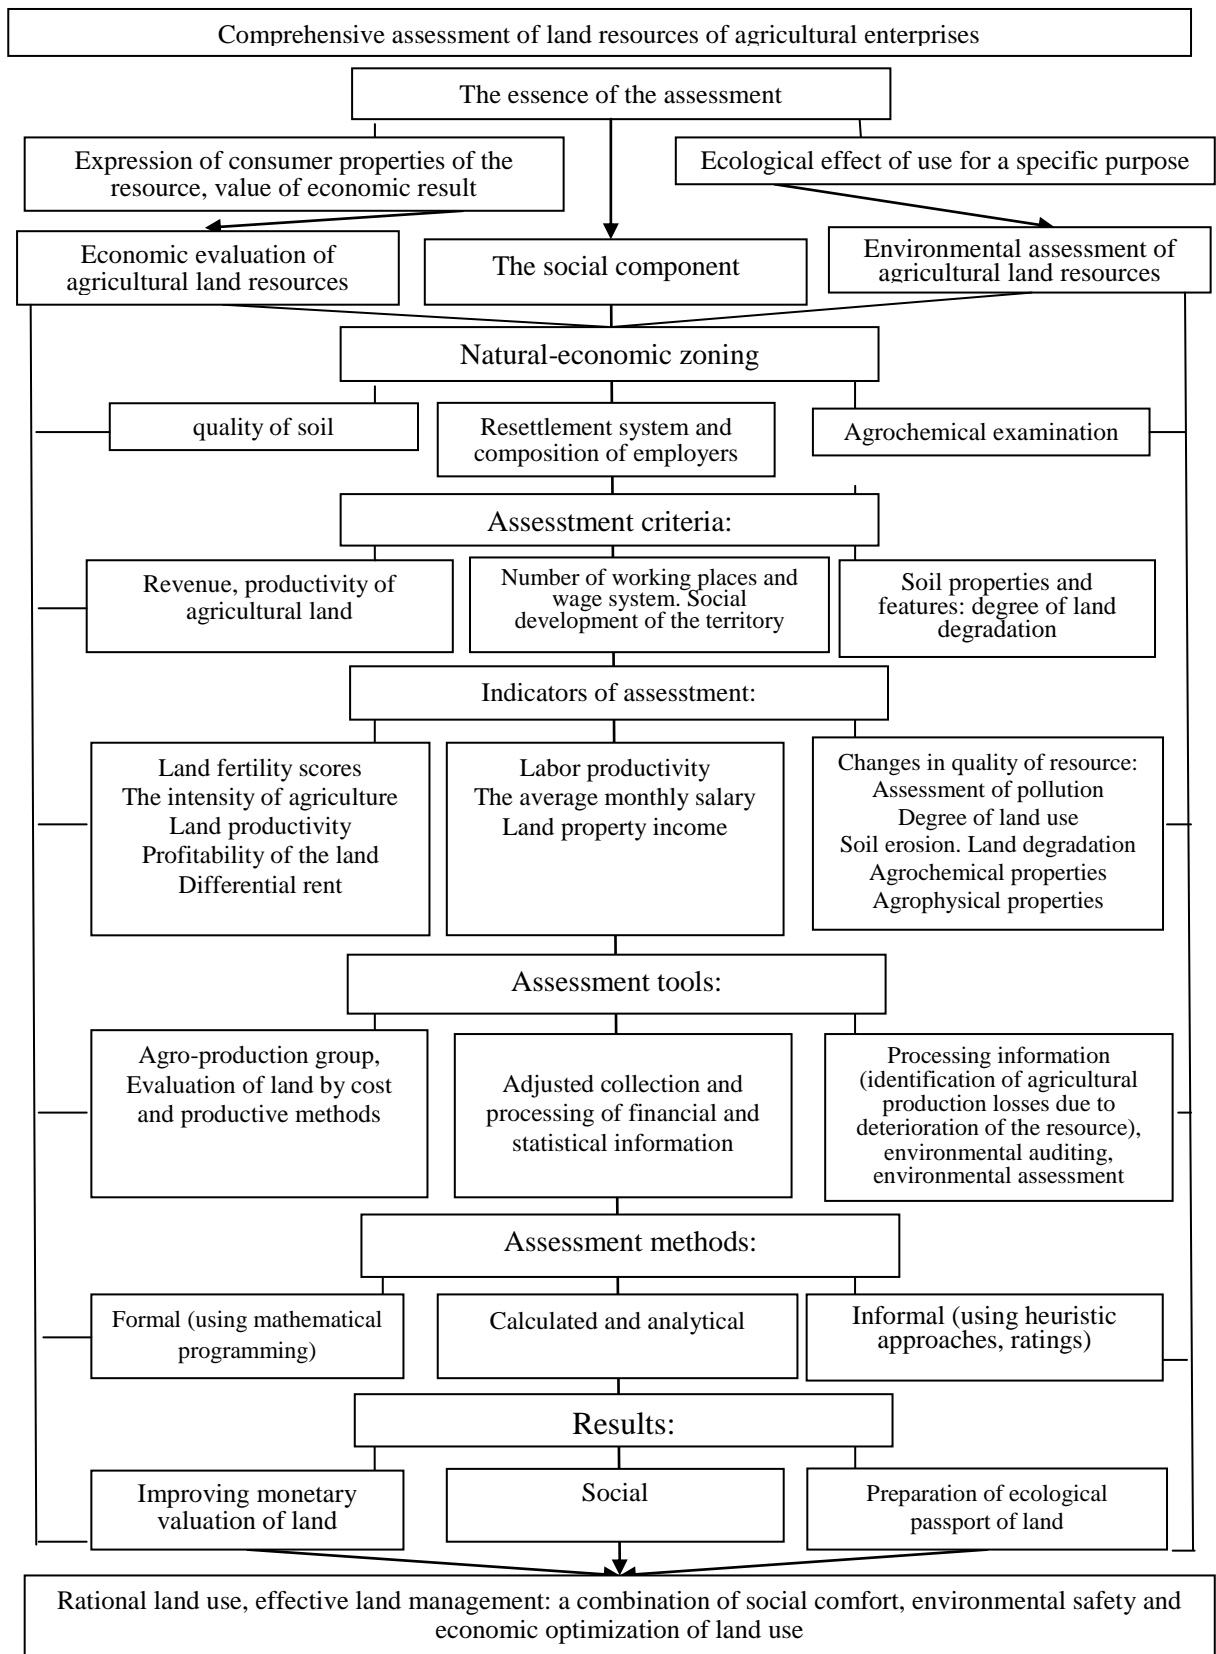 Comprehensive assessment of land resources of agricultural enterprises
The essence of the assessment
Expression of consumer properties of the
resource, value of economic result
Ecological effect of use for a specific purpose
Economic evaluation of
agricultural land resources
The social component
Environmental assessment of
agricultural land resources
Natural-economic zoning
quality of soil
Resettlement system and
composition of employers
Agrochemical examination
Assesstment criteria:
Revenue, productivity of
agricultural land
Number of working places and
wage system. Social
development of the territory
Soil properties and
features: degree of land
degradation
Indicators of assesstment:
Land fertility scores
The intensity of agriculture
Land productivity
Profitability of the land
Differential rent
Labor productivity
The average monthly salary
Land property income
Changes in quality of resource:
Assessment of pollution
Degree of land use
Soil erosion. Land degradation
Agrochemical properties
Agrophysical properties
Assessment tools:
Agro-production group,
Evaluation of land by cost
and productive methods
Adjusted collection and
processing of financial and
statistical information
Processing information
(identification of agricultural
production losses due to
deterioration of the resource),
environmental auditing,
environmental assessment
Assessment methods:
Formal (using mathematical
programming)
Calculated and analytical
Informal (using heuristic
approaches, ratings)
Results:
Improving monetary
valuation of land
Social
Preparation of ecological
passport of land
Rational land use, effective land management: a combination of social comfort, environmental safety and
economic optimization of land use